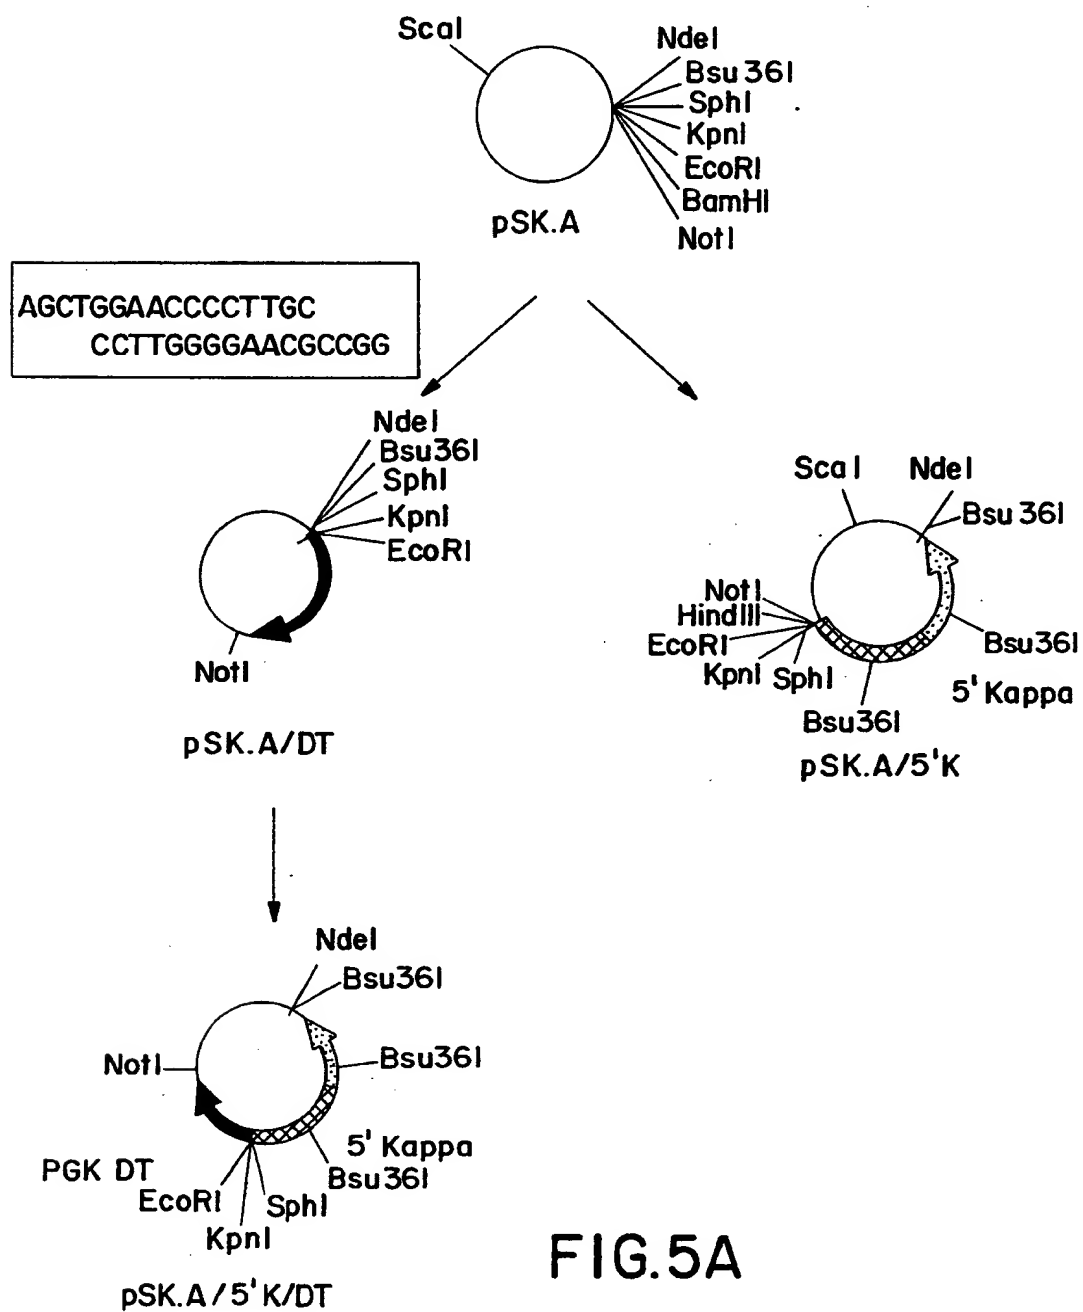 ScaI
NdeI
Bsu36I
SphI
KpnI
EcoRI
BamHI
NotI
pSK.A
AGCTGGAACCCCTTGC
CCTTGGGGAACGCCGG
NdeI
Bsu36I
SphI
KpnI
EcoRI
NotI
pSK.A/DT
ScaI
NdeI
Bsu36I
NotI
HindIII
EcoRI
KpnI
SphI
Bsu36I
Bsu36I
5' Kappa
pSK.A/5'K
NdeI
Bsu36I
NotI
Bsu36I
5' Kappa
Bsu36I
PGK DT
EcoRI
SphI
KpnI
pSK.A/5'K/DT
FIG.5A